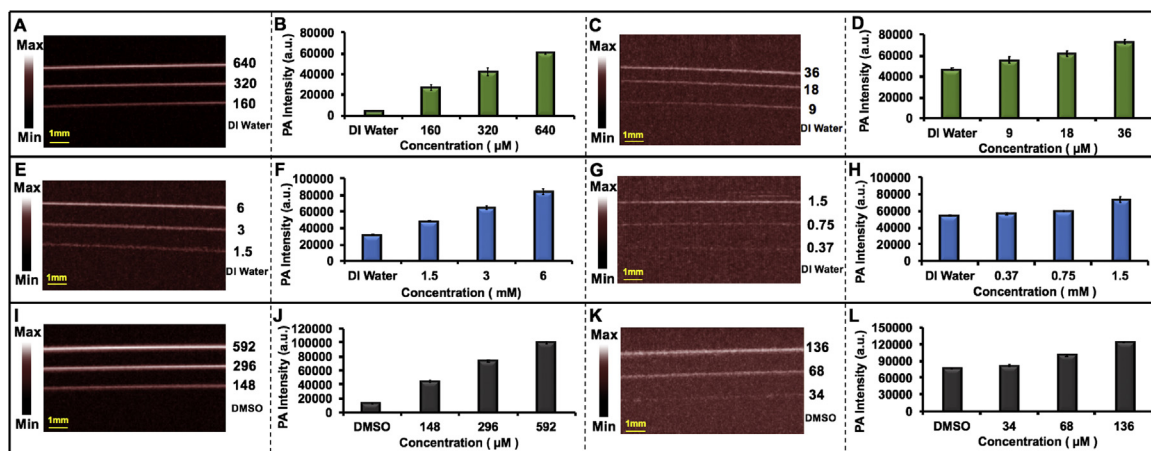 A
Max
Min
1mm
640
320
160
DI Water
B
PA Intensity (a.u.)
80000
60000
40000
20000
0
DI Water 160 320 640
Concentration ( µM )
C
Max
Min
1mm
36
18
9
DI Water
D
PA Intensity (a.u.)
80000
60000
40000
20000
0
DI Water 9 18 36
Concentration ( µM )
E
Max
Min
1mm
6
3
1.5
DI Water
F
PA Intensity (a.u.)
100000
80000
60000
40000
20000
0
DI Water 1.5 3 6
Concentration ( mM )
G
Max
Min
1mm
1.5
0.75
0.37
DI Water
H
PA Intensity (a.u.)
100000
80000
60000
40000
20000
0
DI Water 0.37 0.75 1.5
Concentration ( mM )
I
Max
Min
1mm
592
296
148
DMSO
J
PA Intensity (a.u.)
120000
100000
80000
60000
40000
20000
0
DMSO 148 296 592
Concentration ( µM )
K
Max
Min
1mm
136
68
34
DMSO
L
PA Intensity (a.u.)
150000
120000
90000
60000
30000
0
DMSO 34 68 136
Concentration ( µM )